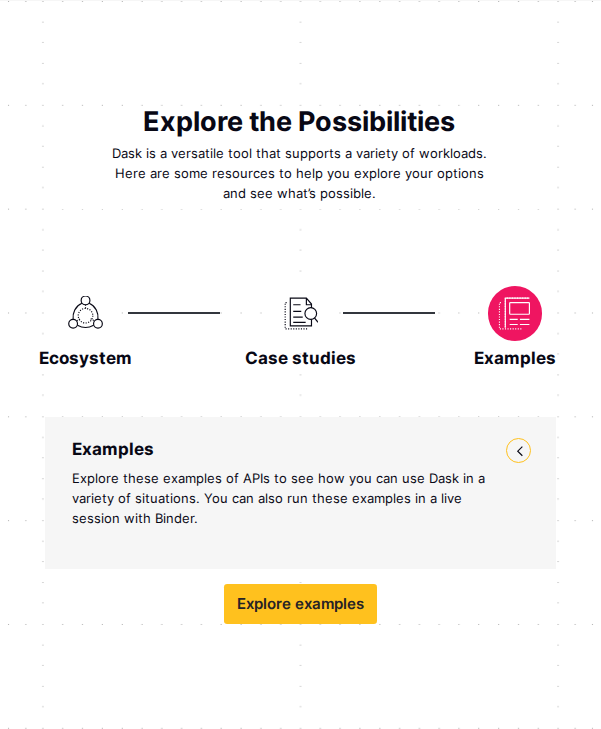 Explore the Possibilities
Dask is a versatile tool that supports a variety of workloads.
Here are some resources to help you explore your options
and see what's possible.
Ecosystem
Case studies
Examples
Examples
Explore these examples of APIs to see how you can use Dask in a
variety of situations. You can also run these examples in a live
session with Binder.
Explore examples